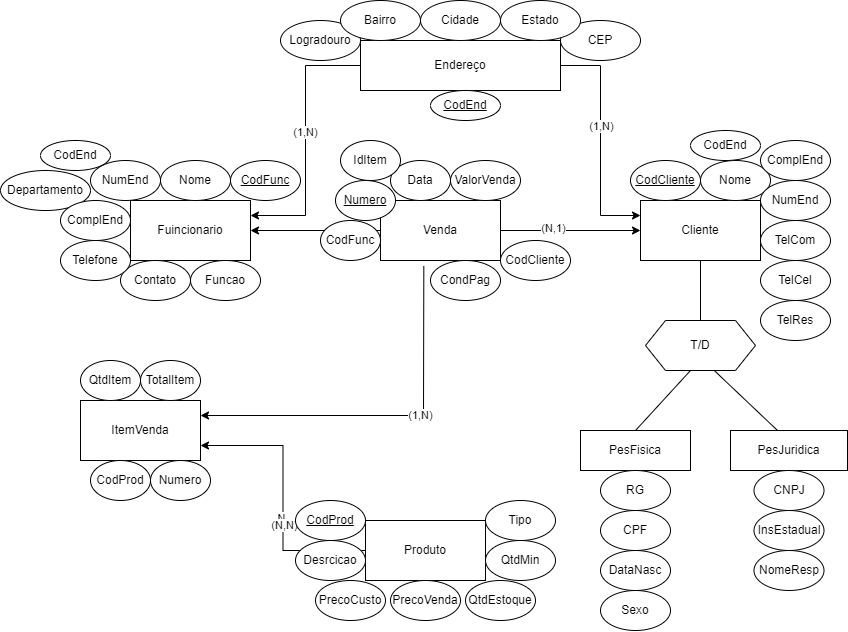 Bairro
Cidade
Estado
Logradouro
CEP
Endereço
CodEnd
(1,N)
(1,N)
CodEnd
NumEnd
Nome
CodFunc
Departamento
ComplEnd
Fuincionario
Telefone
Contato
Funcao
IdItem
Data
ValorVenda
Numero
Venda
CodFunc
(N,1)
CodCliente
CondPag
CodEnd
ComplEnd
CodCliente
Nome
NumEnd
Cliente
TelCom
TelCel
TelRes
T/D
QtdItem
TotalItem
ItemVenda
(1,N)
CodProd
Numero
PesFisica
PesJuridica
RG
CNPJ
CPF
InsEstadual
DataNasc
NomeResp
Sexo
N
(N,N)
CodProd
Tipo
Desrcicao
Produto
QtdMin
PrecoCusto
PrecoVenda
QtdEstoque